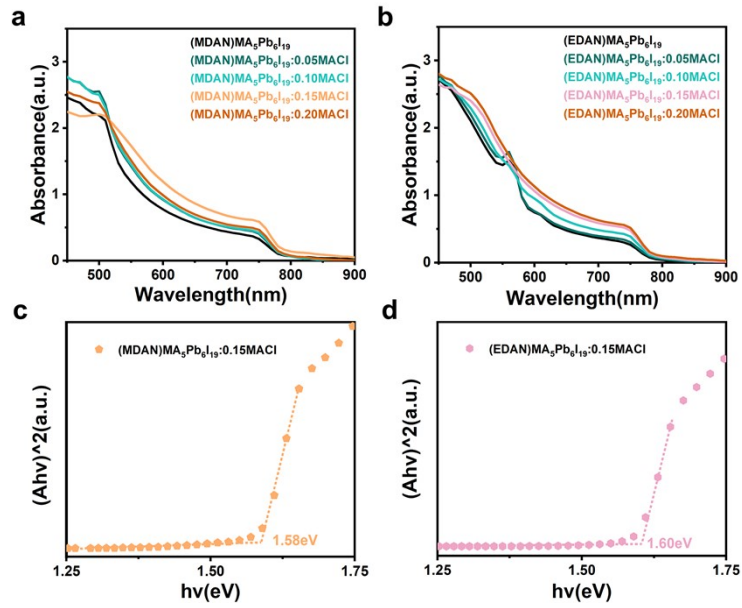 a
(MDAN)MA₅Pb₆I₁₉
(MDAN)MA₅Pb₆I₁₉:0.05MACl
(MDAN)MA₅Pb₆I₁₉:0.10MACl
(MDAN)MA₅Pb₆I₁₉:0.15MACl
(MDAN)MA₅Pb₆I₁₉:0.20MACl
Absorbance(a.u.)
3
2
1
0
500 600 700 800 900
Wavelength(nm)
b
(EDAN)MA₅Pb₆I₁₉
(EDAN)MA₅Pb₆I₁₉:0.05MACl
(EDAN)MA₅Pb₆I₁₉:0.10MACl
(EDAN)MA₅Pb₆I₁₉:0.15MACl
(EDAN)MA₅Pb₆I₁₉:0.20MACl
Absorbance(a.u.)
3
2
1
0
500 600 700 800 900
Wavelength(nm)
c
(MDAN)MA₅Pb₆I₁₉:0.15MACl
(Ahv)^2(a.u.)
1.58eV
1.25 1.50 1.75
hv(eV)
d
(EDAN)MA₅Pb₆I₁₉:0.15MACl
(Ahv)^2(a.u.)
1.60eV
1.25 1.50 1.75
hv(eV)